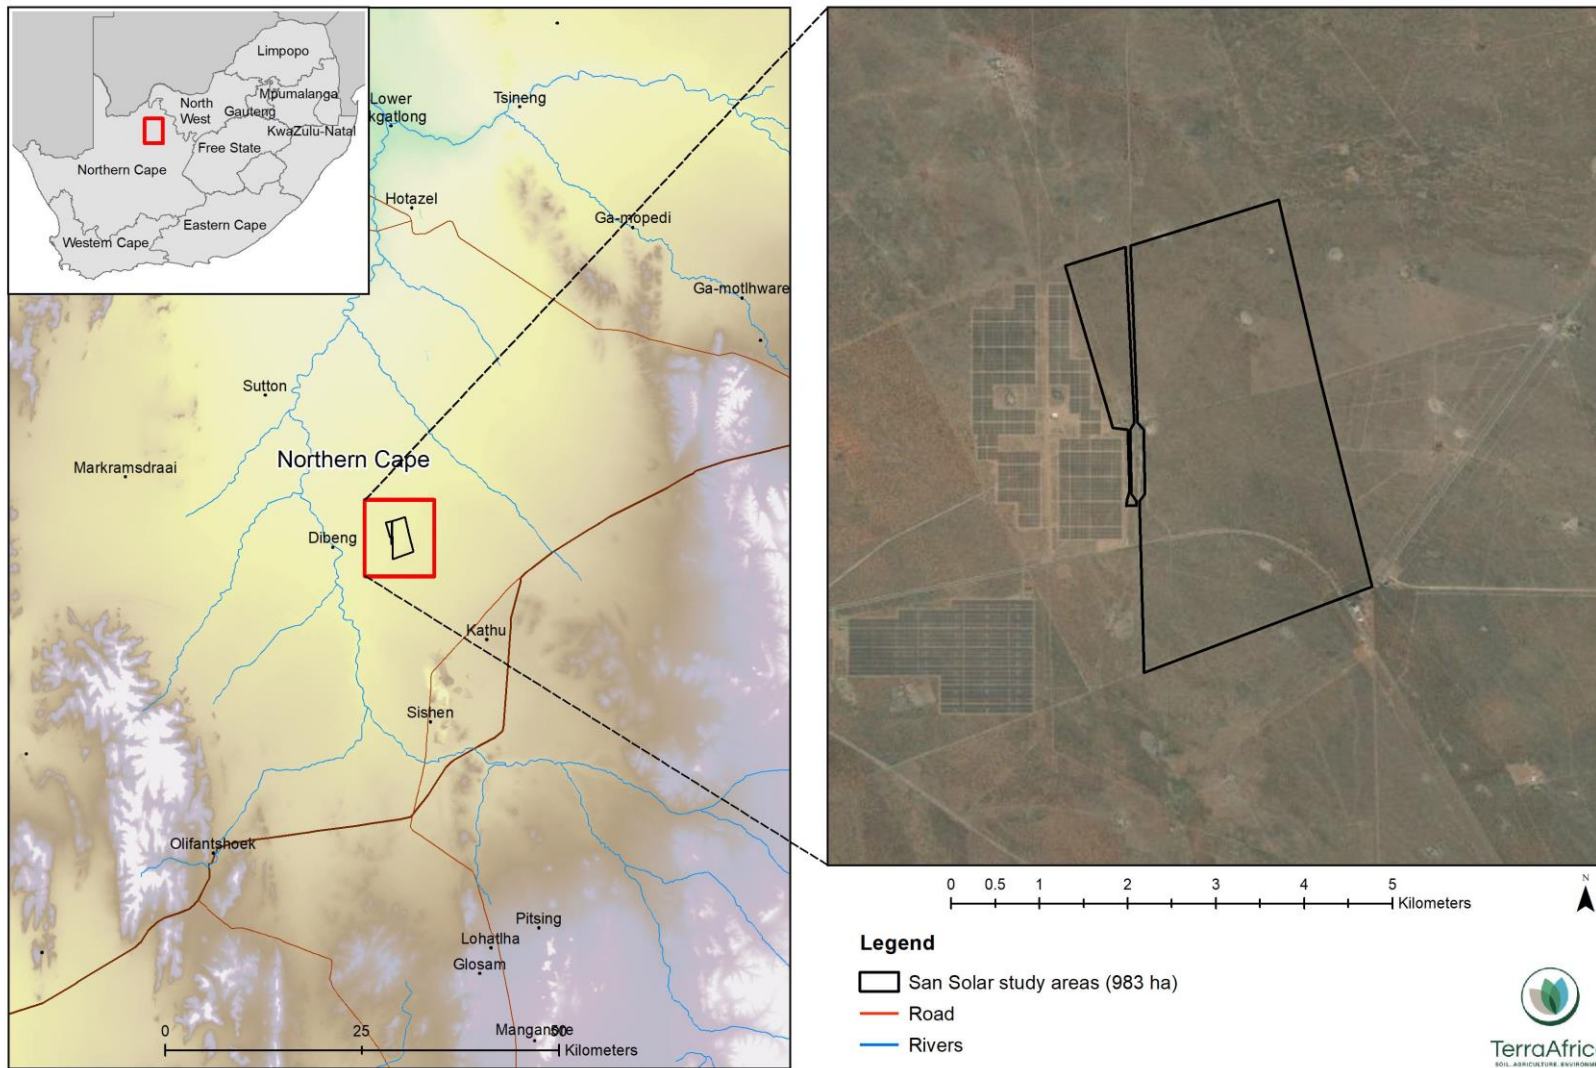 Limpopo
North
West
Mpumalanga
Gauteng
KwaZulu-Natal
Free State
Northern Cape
Eastern Cape
Western Cape
Lower
kgatlong
Tsineng
Hotazel
Ga-mopedi
Ga-motlhware
Sutton
Northern Cape
Markramsdraai
Dibeng
Kathu
Sishen
Olifantshoek
Pitsing
Lohatlha
Glosam
Manganore
0 25 50
Kilometers
0 0.5 1 2 3 4 5
Kilometers
N
Legend
San Solar study areas (983 ha)
Road
Rivers
TerraAfric
SOIL. AGRICULTURE. ENVIRONME